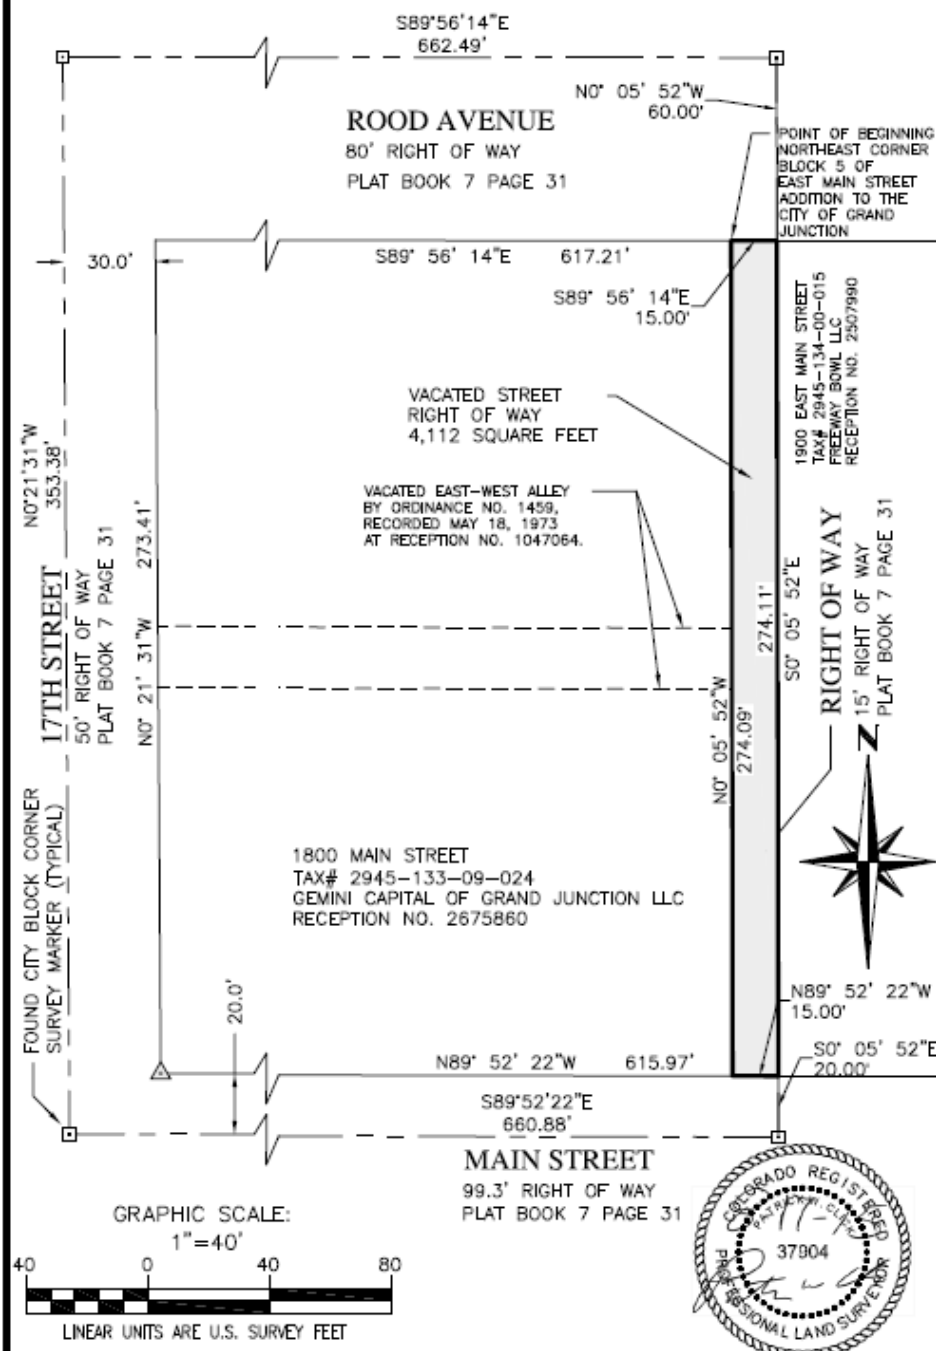 S89°56'14"E
662.49'
N0° 05' 52"W
60.00'
ROOD AVENUE
80' RIGHT OF WAY
PLAT BOOK 7 PAGE 31
POINT OF BEGINNING
NORTHEAST CORNER
BLOCK 5 OF
EAST MAIN STREET
ADDITION TO THE
CITY OF GRAND
JUNCTION
30.0'
S89° 56' 14"E 617.21'
S89° 56' 14"E
15.00'
1900 EAST MAIN STREET
TAX# 2945-134-00-015
FREEWAY BOWL LLC
RECEPTION NO. 2507990
VACATED STREET
RIGHT OF WAY
4,112 SQUARE FEET
VACATED EAST-WEST ALLEY
BY ORDINANCE NO. 1459,
RECORDED MAY 18, 1973
AT RECEPTION NO. 1047064.
N0°21'31"W
353.38'
17TH STREET
50' RIGHT OF WAY
PLAT BOOK 7 PAGE 31
N0° 21' 31"W 273.41'
N0° 05' 52"W
274.09'
274.11'
S0° 05' 52"E
RIGHT OF WAY
15' RIGHT OF WAY
PLAT BOOK 7 PAGE 31
N
FOUND CITY BLOCK CORNER
SURVEY MARKER (TYPICAL)
1800 MAIN STREET
TAX# 2945-133-09-024
GEMINI CAPITAL OF GRAND JUNCTION LLC
RECEPTION NO. 2675860
20.0'
N89° 52' 22"W
15.00'
S0° 05' 52"E
20.00'
N89° 52' 22"W 615.97'
S89°52'22"E
660.88'
MAIN STREET
99.3' RIGHT OF WAY
PLAT BOOK 7 PAGE 31
GRAPHIC SCALE:
1"=40'
40 0 40 80
LINEAR UNITS ARE U.S. SURVEY FEET
COLORADO REGISTERED
PATRICK W. CLICK
37904
PROFESSIONAL LAND SURVEYOR